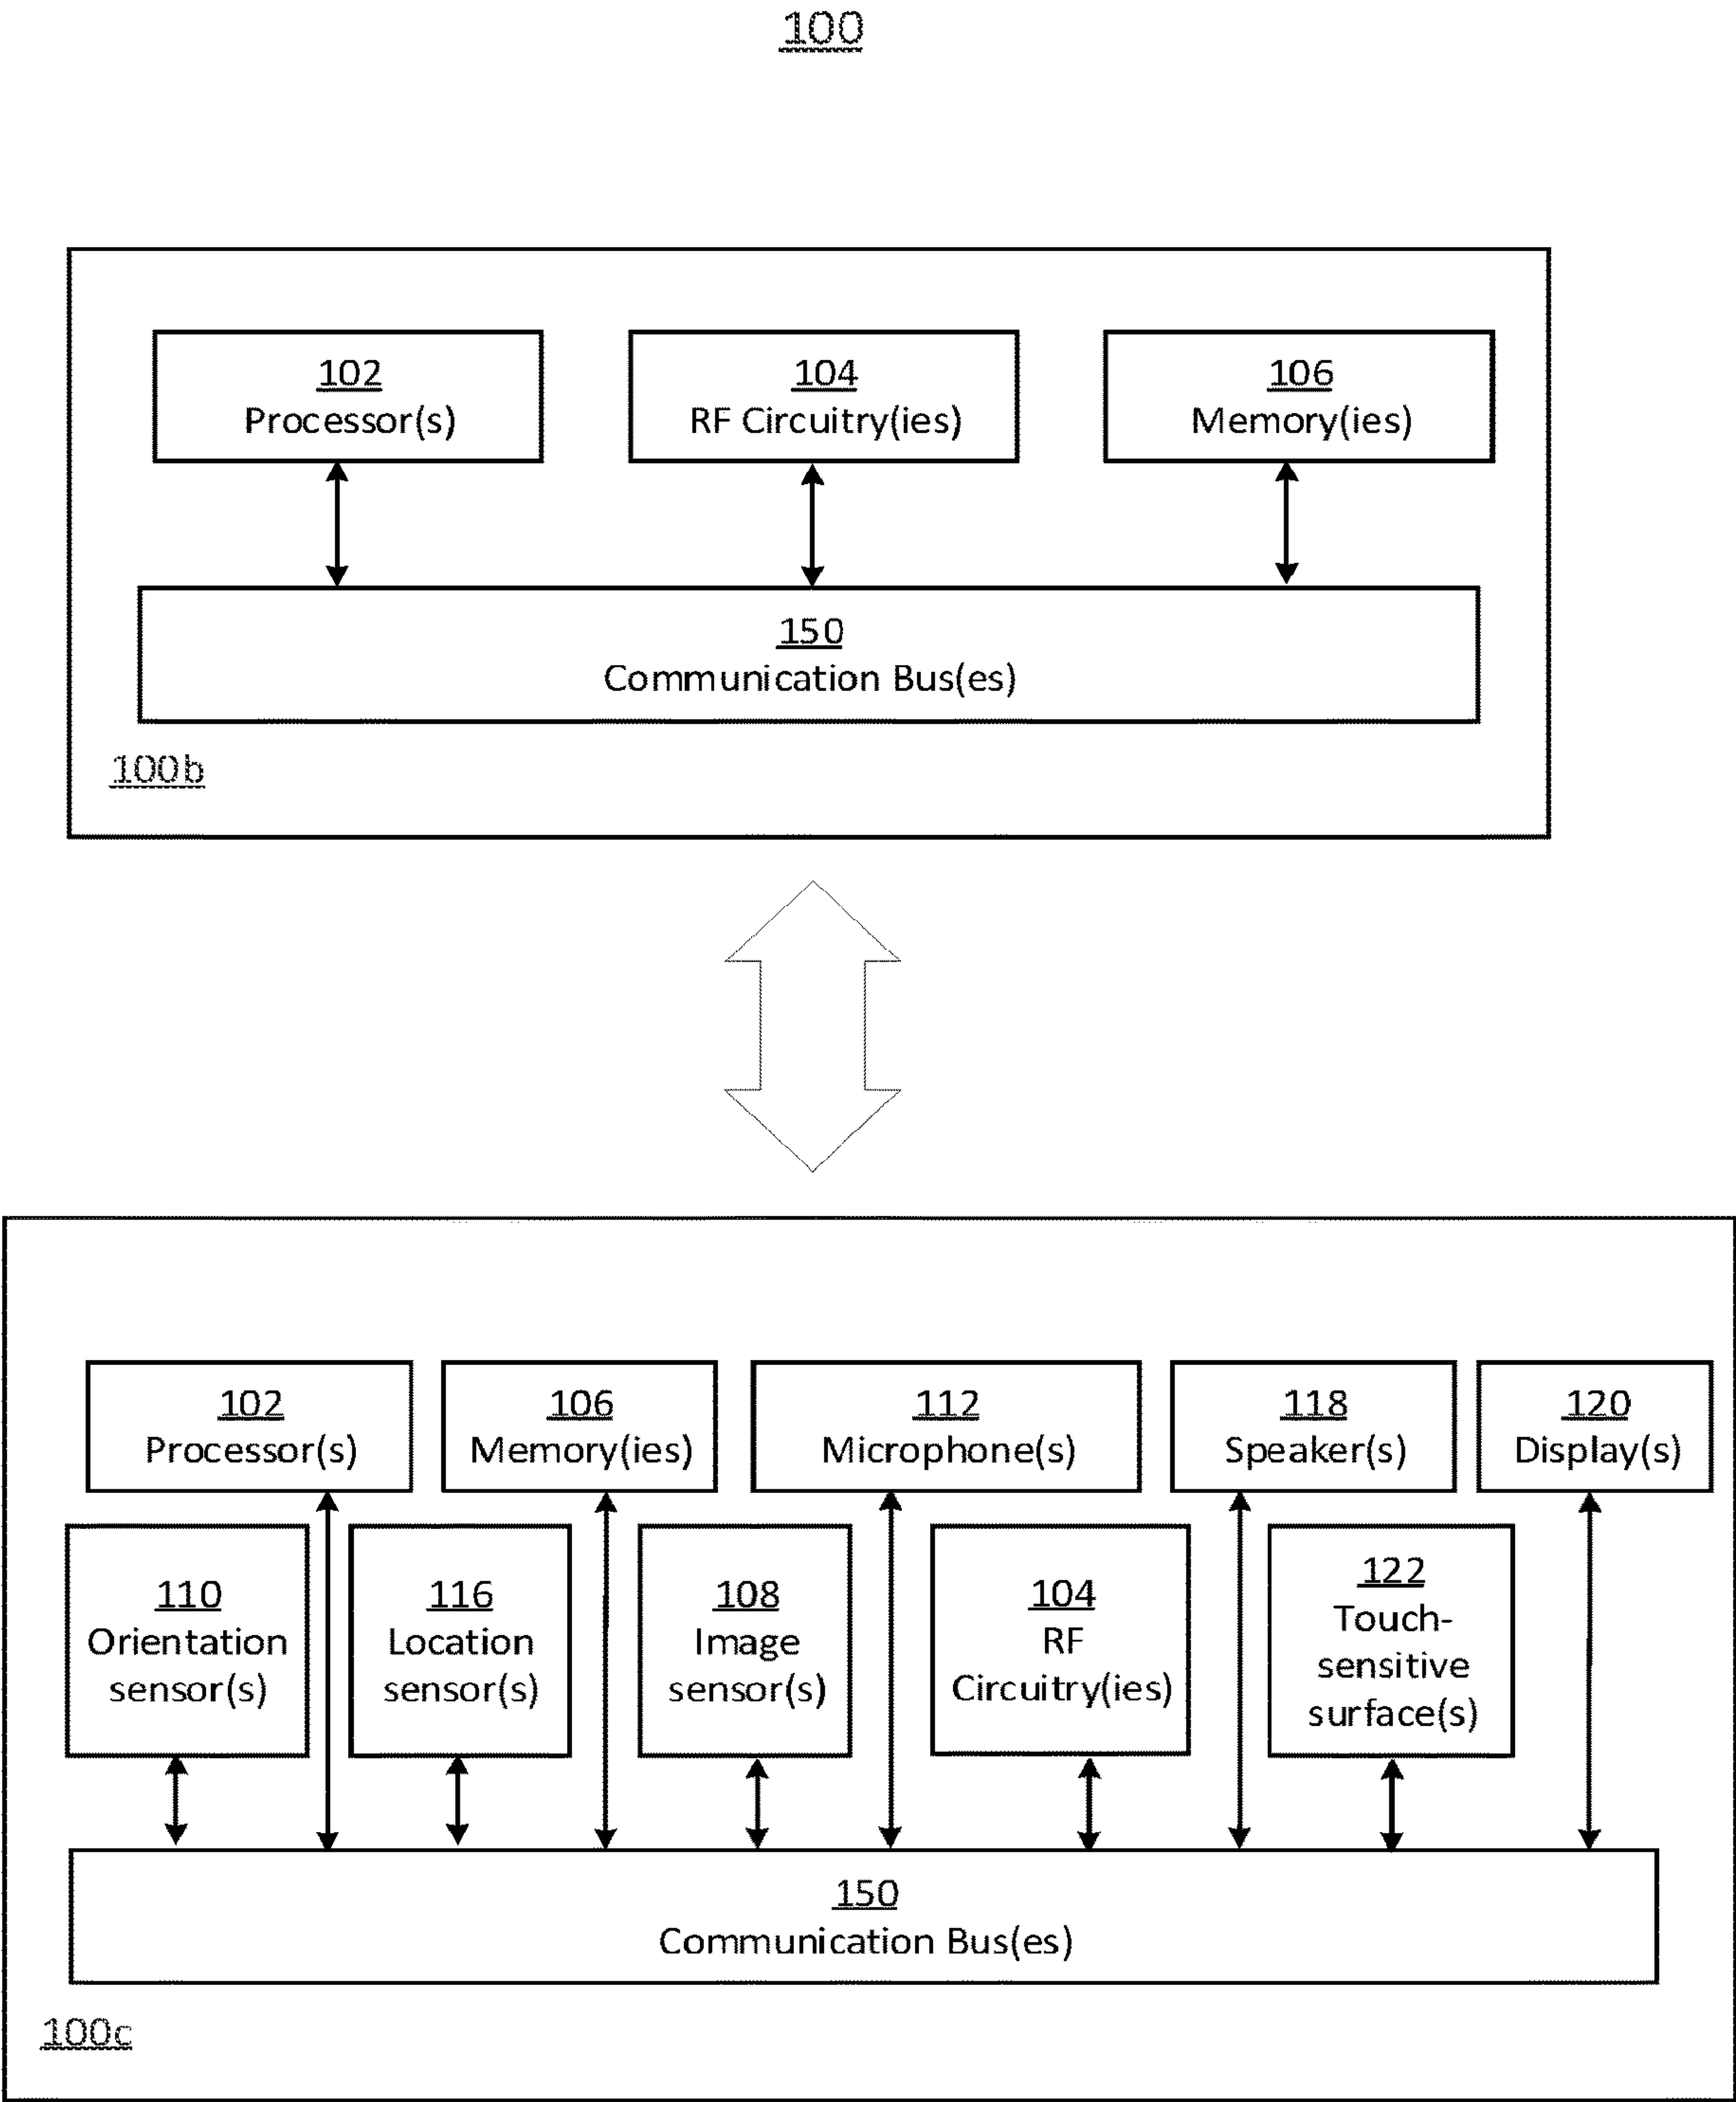 100
102
Processor(s)
104
RF Circuitry(ies)
106
Memory(ies)
150
Communication Bus(es)
100b
102
Processor(s)
106
Memory(ies)
112
Microphone(s)
118
Speaker(s)
120
Display(s)
110
Orientation
sensor(s)
116
Location
sensor(s)
108
Image
sensor(s)
104
RF
Circuitry(ies)
122
Touch-
sensitive
surface(s)
150
Communication Bus(es)
100c